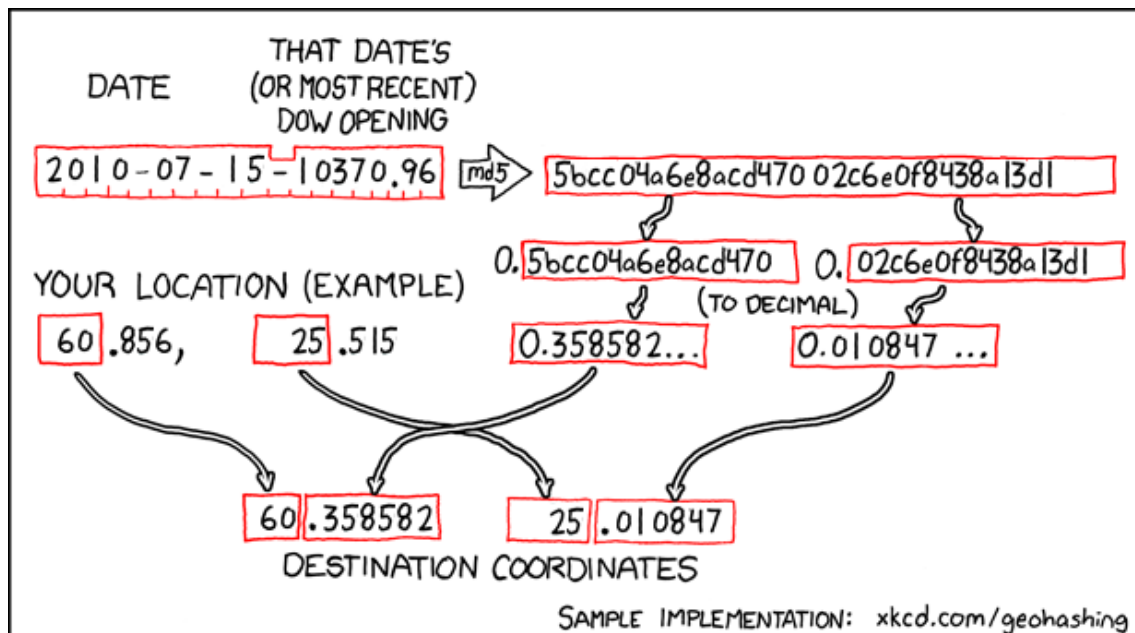 DATE
THAT DATE'S
(OR MOST RECENT)
DOW OPENING
2010-07-15-10370.96
md5
5bcc04a6e8acd470 02c6e0f8438a13d1
0.5bcc04a6e8acd470
0.02c6e0f8438a13d1
YOUR LOCATION (EXAMPLE)
(TO DECIMAL)
60.856,
25.515
0.358582...
0.010847 ...
60.358582
25.010847
DESTINATION COORDINATES
SAMPLE IMPLEMENTATION: xkcd.com/geohashing